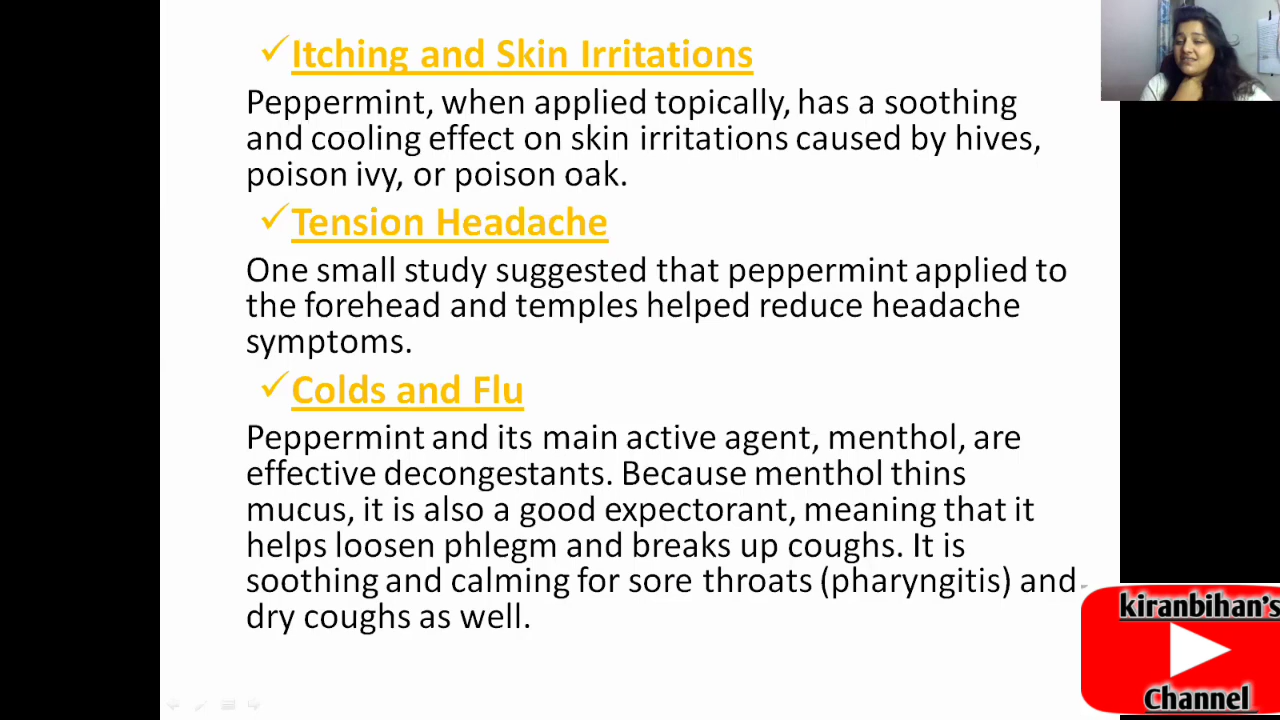 ✓Itching and Skin Irritations
Peppermint, when applied topically, has a soothing
and cooling effect on skin irritations caused by hives,
poison ivy, or poison oak.
✓Tension Headache
One small study suggested that peppermint applied to
the forehead and temples helped reduce headache
symptoms.
✓Colds and Flu
Peppermint and its main active agent, menthol, are
effective decongestants. Because menthol thins
mucus, it is also a good expectorant, meaning that it
helps loosen phlegm and breaks up coughs. It is
soothing and calming for sore throats (pharyngitis) and
dry coughs as well.
kiranbihan's
Channel